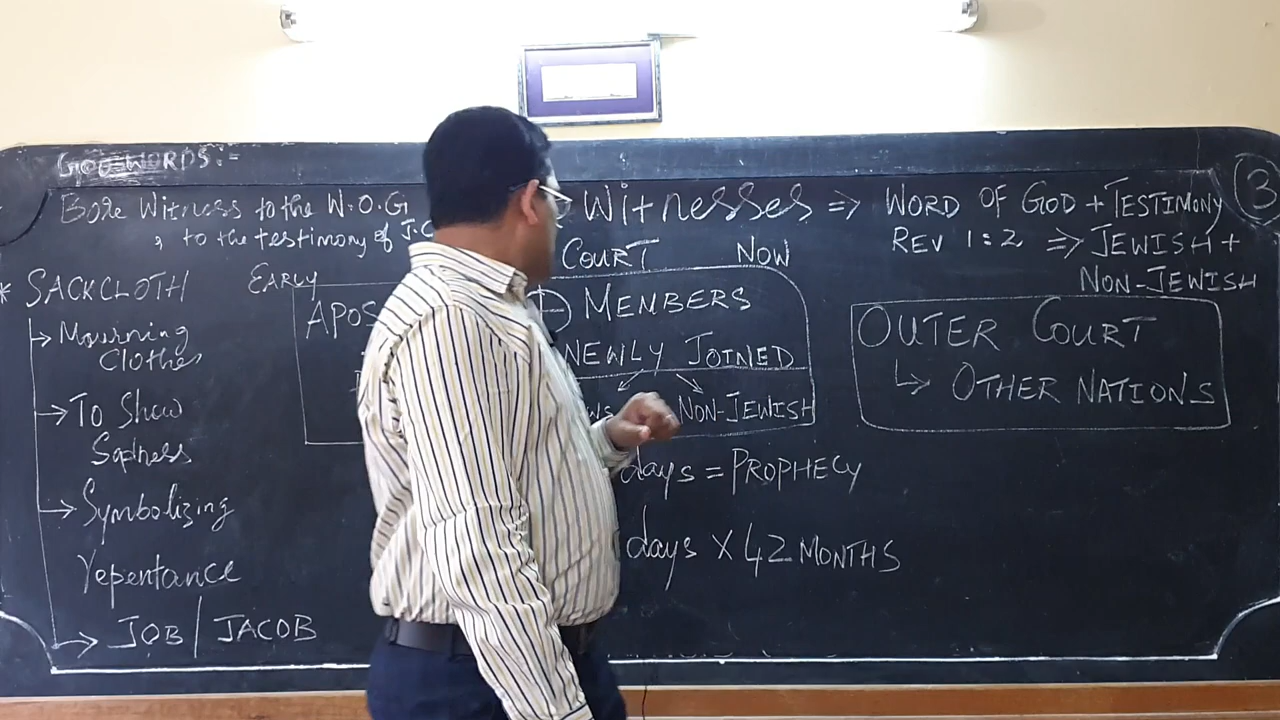 GOD WORDS:-
Bore Witness to the W.O.G
, to the testimony of J.C
* SACKCLOTH
Mourning
Clothes
To Show
Sadness
Symbolizing
repentance
JOB / JACOB
EARLY
APOS
Witnesses ⇒ WORD OF GOD + TESTIMONY
REV 1:2 ⇒ JEWISH +
NON-JEWISH
3
COURT NOW
MEMBERS
NEWLY JOINED
WS NON-JEWISH
days = PROPHECY
days X 42 MONTHS
OUTER COURT
OTHER NATIONS